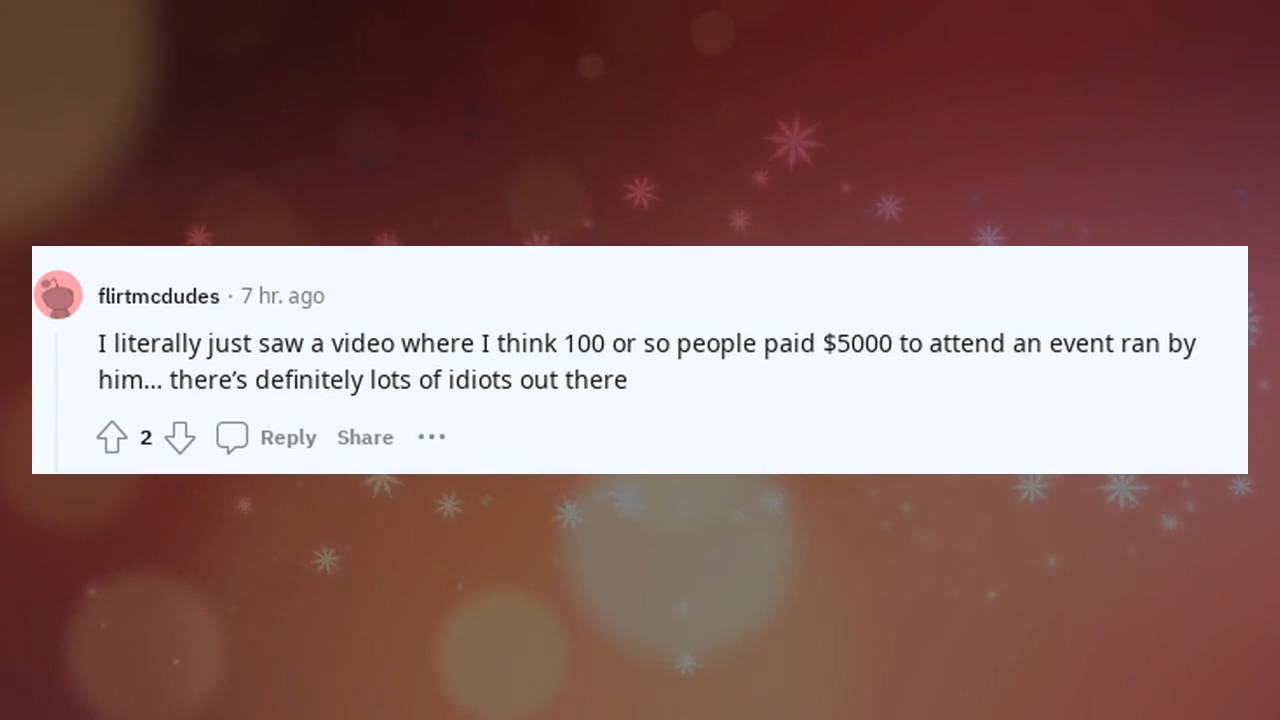 flirtmcdudes · 7 hr. ago
I literally just saw a video where I think 100 or so people paid $5000 to attend an event ran by
him... there’s definitely lots of idiots out there
2 Reply Share ···